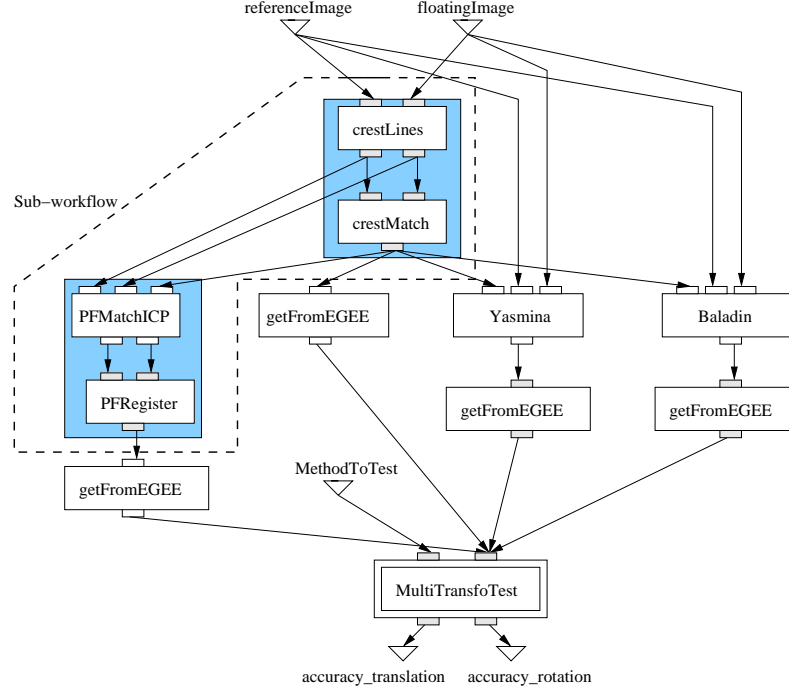 referenceImage
floatingImage
crestLines
Sub-workflow
crestMatch
PFMatchICP
getFromEGEE
Yasmina
Baladin
PFRegister
getFromEGEE
getFromEGEE
MethodToTest
getFromEGEE
MultiTransfoTest
accuracy_translation
accuracy_rotation